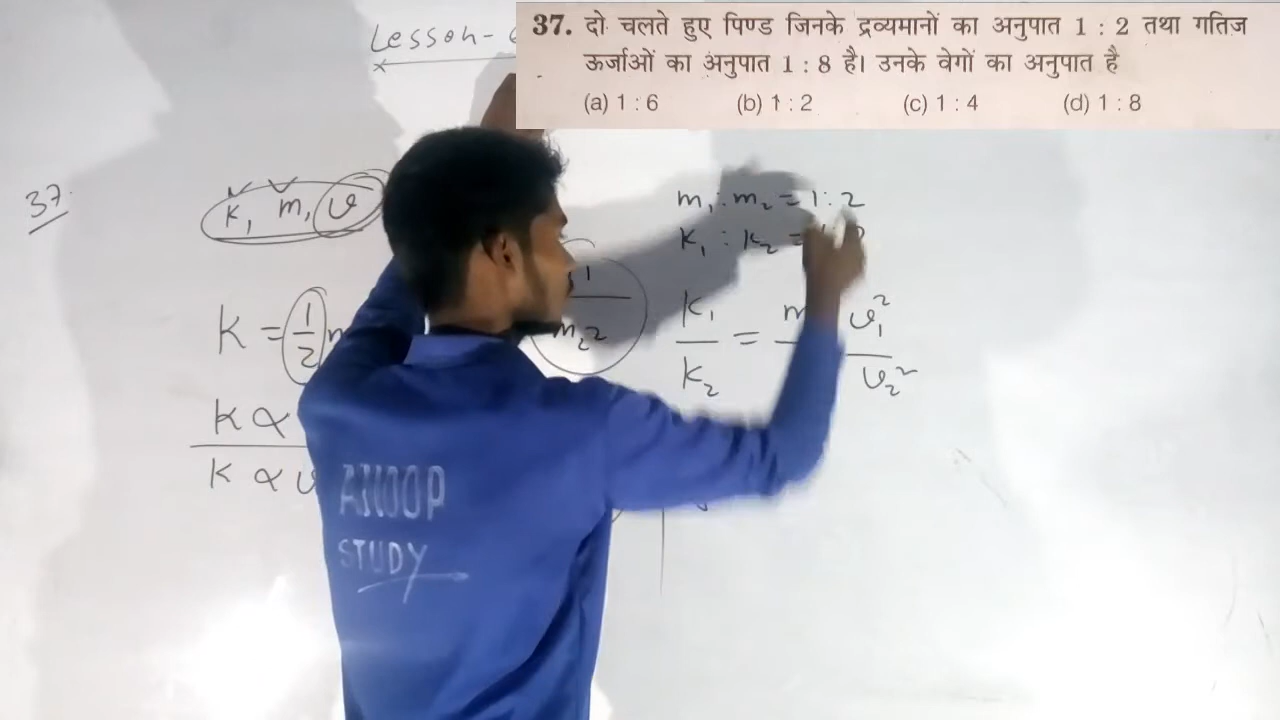 37. दो चलते हुए पिण्ड जिनके द्रव्यमानों का अनुपात 1 : 2 तथा गतिज
ऊर्जाओं का अनुपात 1 : 8 है। उनके वेगों का अनुपात है
(a) 1 : 6 (b) 1 : 2 (c) 1 : 4 (d) 1 : 8
Lesson-
37.
K, m, v
m₁ : m₂ = 1 : 2
K₁ : K₂ =
K = 1/2
m₂2
K₁/K₂ = v₁²/v₂²
K ∝
K ∝ v
ANOOP
STUDY